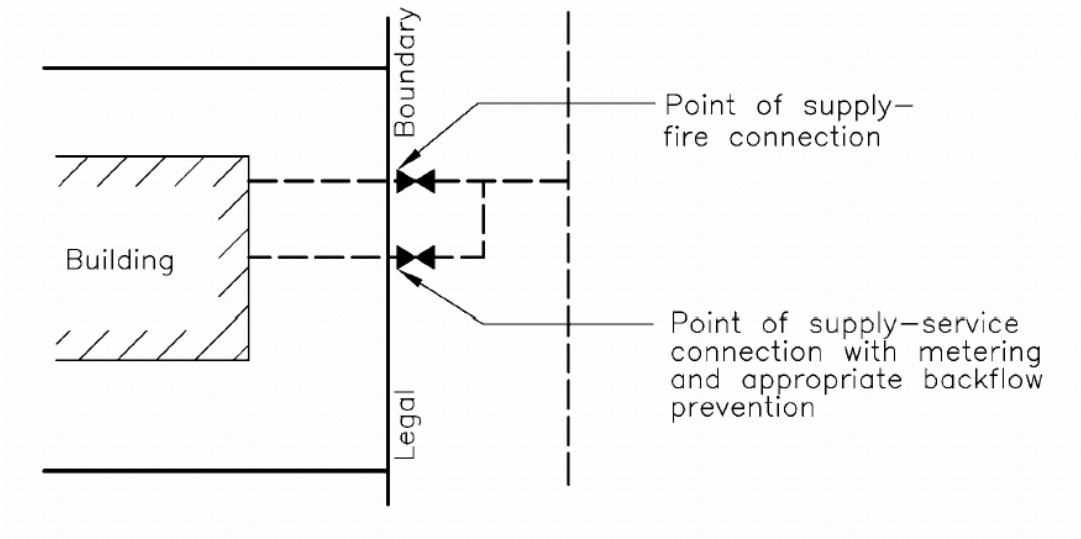 Boundary
Point of supply–
fire connection
Building
Point of supply–service
connection with metering
and appropriate backflow
prevention
Legal